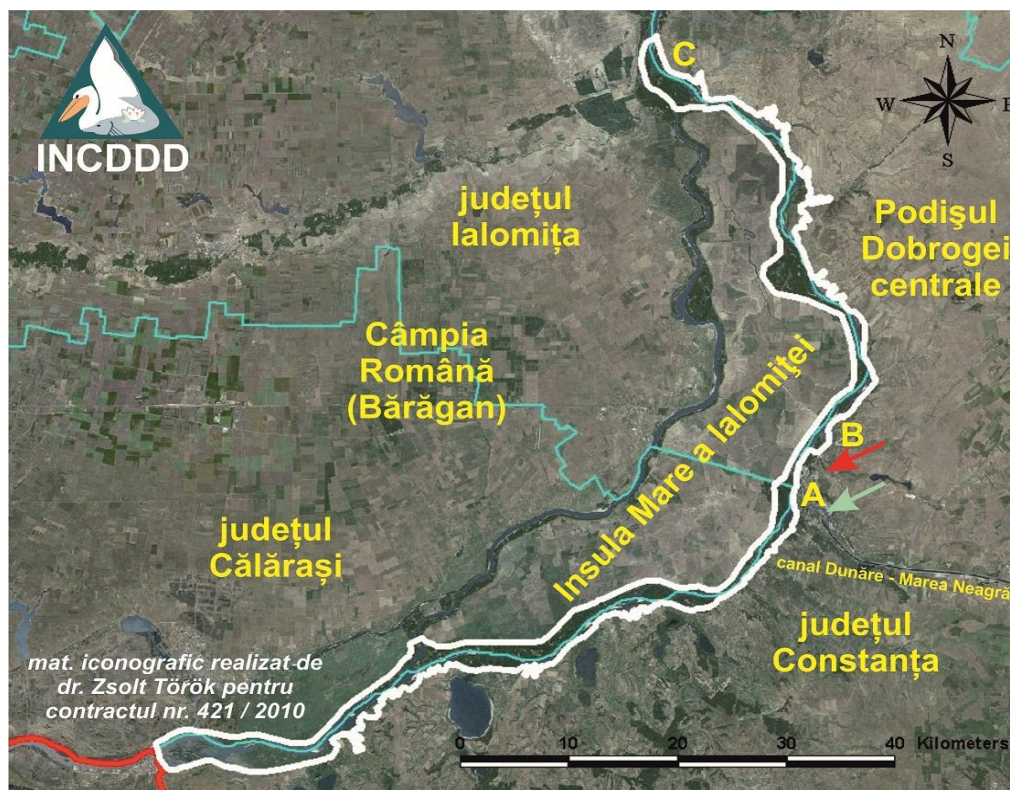 INCDDD
C
N
W
E
S
județul
Ialomița
Podişul
Dobrogei
centrale
Câmpia
Română
(Bărăgan)
Insula Mare a Ialomiţei
B
A
județul
Călărași
canal Dunăre - Marea Neagră
județul
Constanța
mat. iconografic realizat de
dr. Zsolt Török pentru
contractul nr. 421 / 2010
0 10 20 30 40 Kilometers